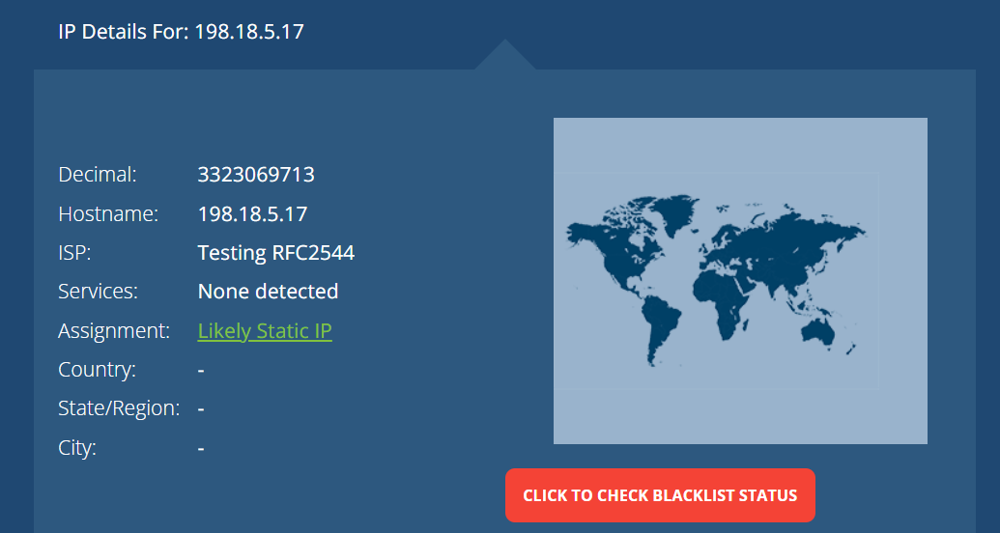 IP Details For: 198.18.5.17
Decimal: 3323069713
Hostname: 198.18.5.17
ISP: Testing RFC2544
Services: None detected
Assignment: Likely Static IP
Country: -
State/Region: -
City: -
CLICK TO CHECK BLACKLIST STATUS